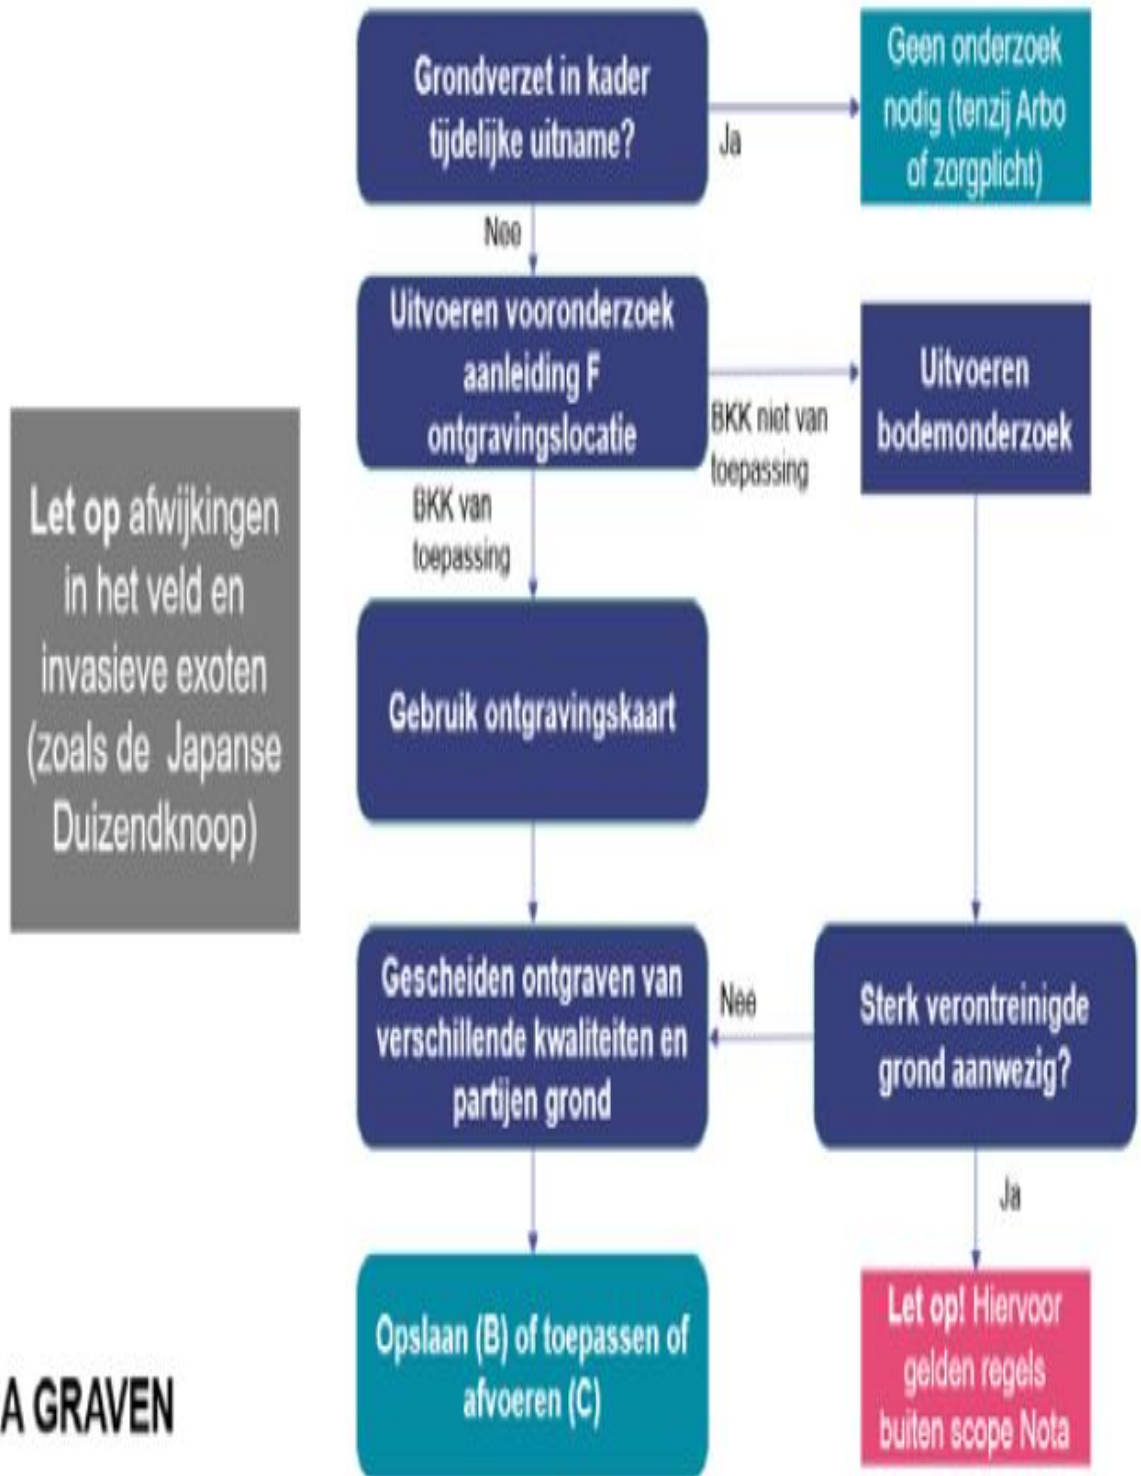 Grondverzet in kader
tijdelijke uitname?
Ja
Geen onderzoek
nodig (tenzij Arbo
of zorgplicht)
Nee
Uitvoeren vooronderzoek
aanleiding F
ontgravingslocatie
BKK niet van
toepassing
Uitvoeren
bodemonderzoek
BKK van
toepassing
Let op afwijkingen
in het veld en
invasieve exoten
(zoals de Japanse
Duizendknoop)
Gebruik ontgravingskaart
Gescheiden ontgraven van
verschillende kwaliteiten en
partijen grond
Nee
Sterk verontreinigde
grond aanwezig?
Ja
Opslaan (B) of toepassen of
afvoeren (C)
Let op! Hiervoor
gelden regels
buiten scope Nota
A GRAVEN